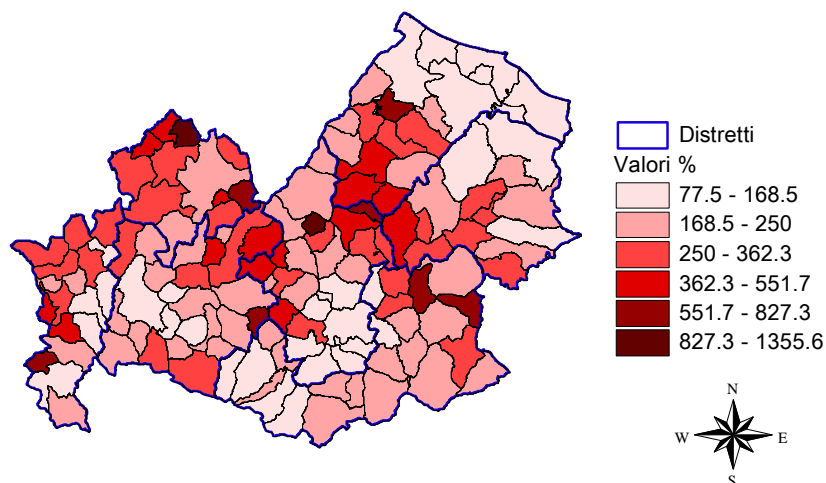 Distretti
Valori %
77.5 - 168.5
168.5 - 250
250 - 362.3
362.3 - 551.7
551.7 - 827.3
827.3 - 1355.6
N
W E
S